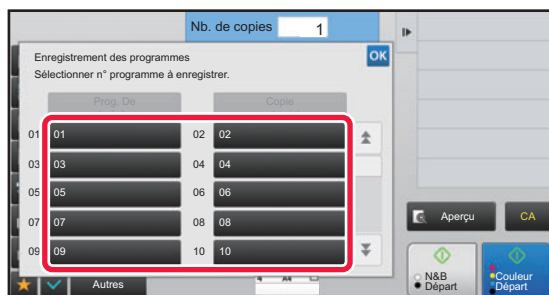 Nb. de copies 1
Enregistrement des programmes
OK
Sélectionner n° programme à enregistrer.
Prog. De Copie
01 01 02 02
03 03 04 04
05 05 06 06
07 07 08 08
09 09 10 10
Aperçu CA
Autres
A4
N&B
Départ
Couleur
Départ